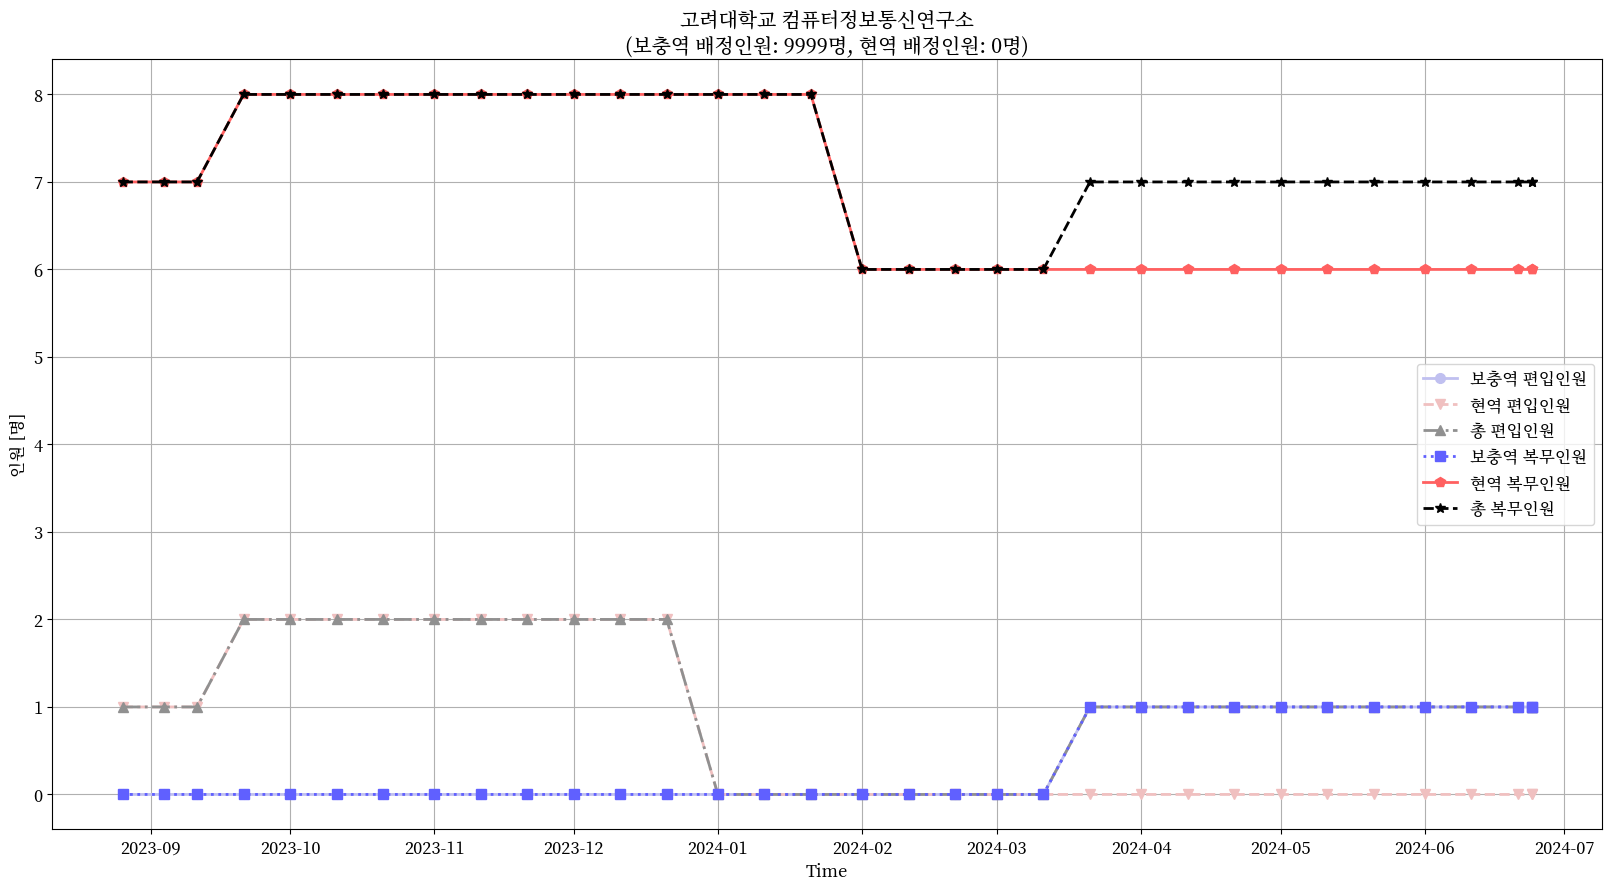 고려대학교 컴퓨터정보통신연구소
(보충역 배정인원: 9999명, 현역 배정인원: 0명)
8
7
6
5
4
3
2
1
0
인원 [명]
보충역 편입인원
현역 편입인원
총 편입인원
보충역 복무인원
현역 복무인원
총 복무인원
2023-09 2023-10 2023-11 2023-12 2024-01 2024-02 2024-03 2024-04 2024-05 2024-06 2024-07
Time